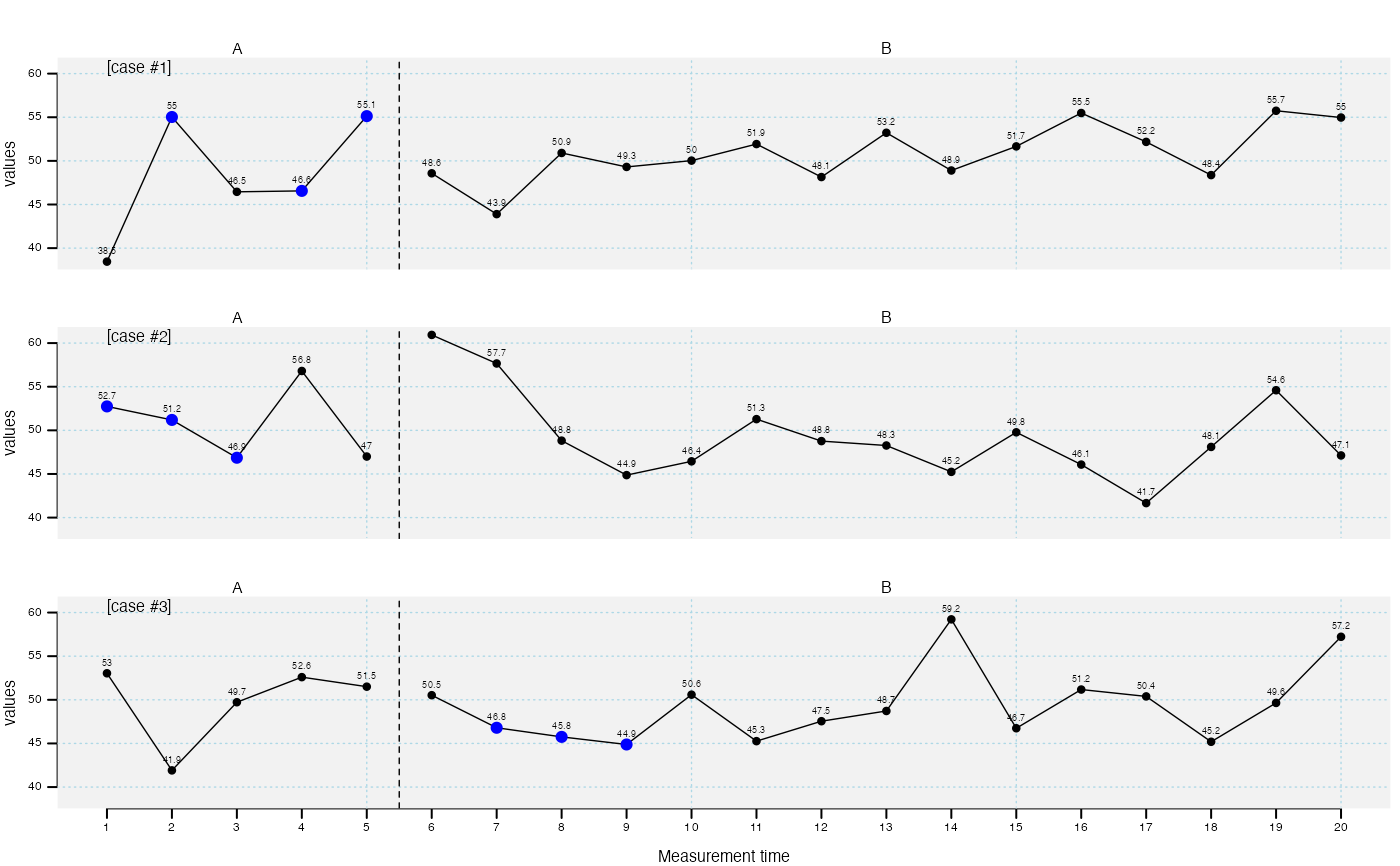 A B
[case #1]
60
55
50
45
40
values
38.5 55 46.5 46.6 55.1 48.6 43.9 50.9 49.3 50 51.9 48.1 53.2 48.9 51.7 55.5 52.2 48.4 55.7 55
A B
[case #2]
60
55
50
45
40
values
52.7 51.2 46.9 56.8 47 57.7 48.8 44.9 46.4 51.3 48.8 48.3 45.2 49.8 46.1 41.7 48.1 54.6 47.1
A B
[case #3]
60
55
50
45
40
values
53 41.9 49.7 52.6 51.5 50.5 46.8 45.8 44.9 50.6 45.3 47.5 48.7 59.2 46.7 51.2 50.4 45.2 49.6 57.2
1 2 3 4 5 6 7 8 9 10 11 12 13 14 15 16 17 18 19 20
Measurement time